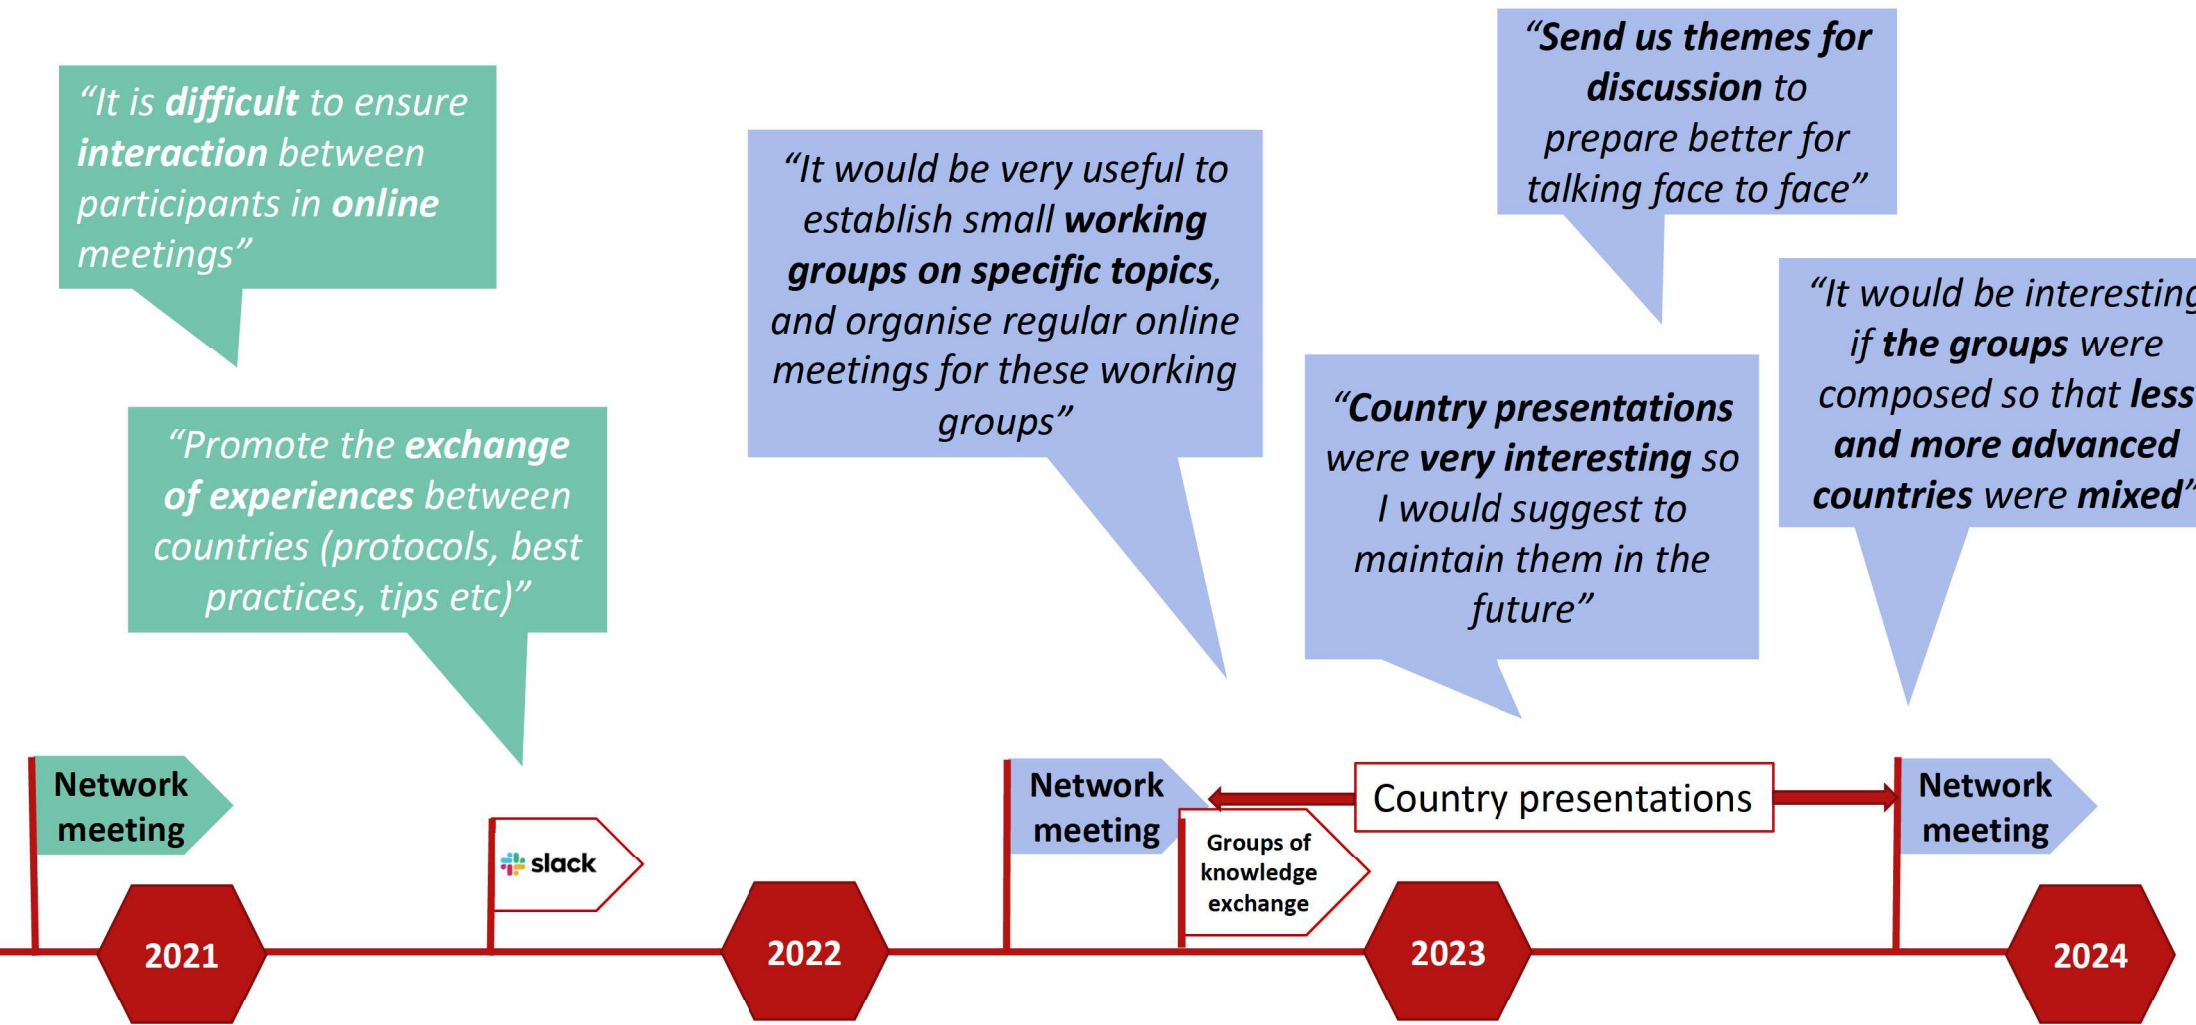 “It is difficult to ensure
interaction between
participants in online
meetings”
“Promote the exchange
of experiences between
countries (protocols, best
practices, tips etc)”
“It would be very useful to
establish small working
groups on specific topics,
and organise regular online
meetings for these working
groups”
“Send us themes for
discussion to
prepare better for
talking face to face”
“Country presentations
were very interesting so
I would suggest to
maintain them in the
future”
“It would be interesting
if the groups were
composed so that less
and more advanced
countries were mixed”
Network
meeting
slack
Network
meeting
Groups of
knowledge
exchange
Country presentations
Network
meeting
2021
2022
2023
2024